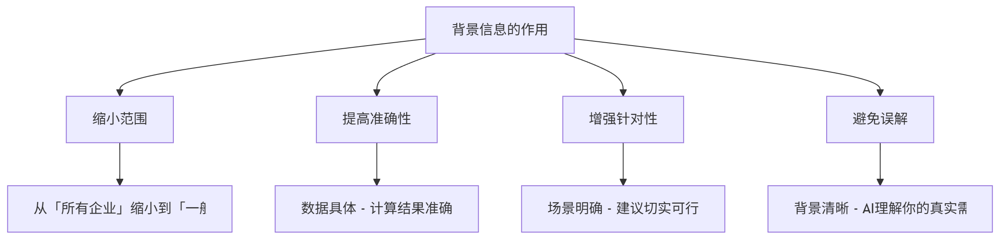 背景信息的作用
缩小范围
提高准确性
增强针对性
避免误解
从「所有企业」缩小到「一
数据具体 - 计算结果准确
场景明确 - 建议切实可行
背景清晰 - AI理解你的真实需